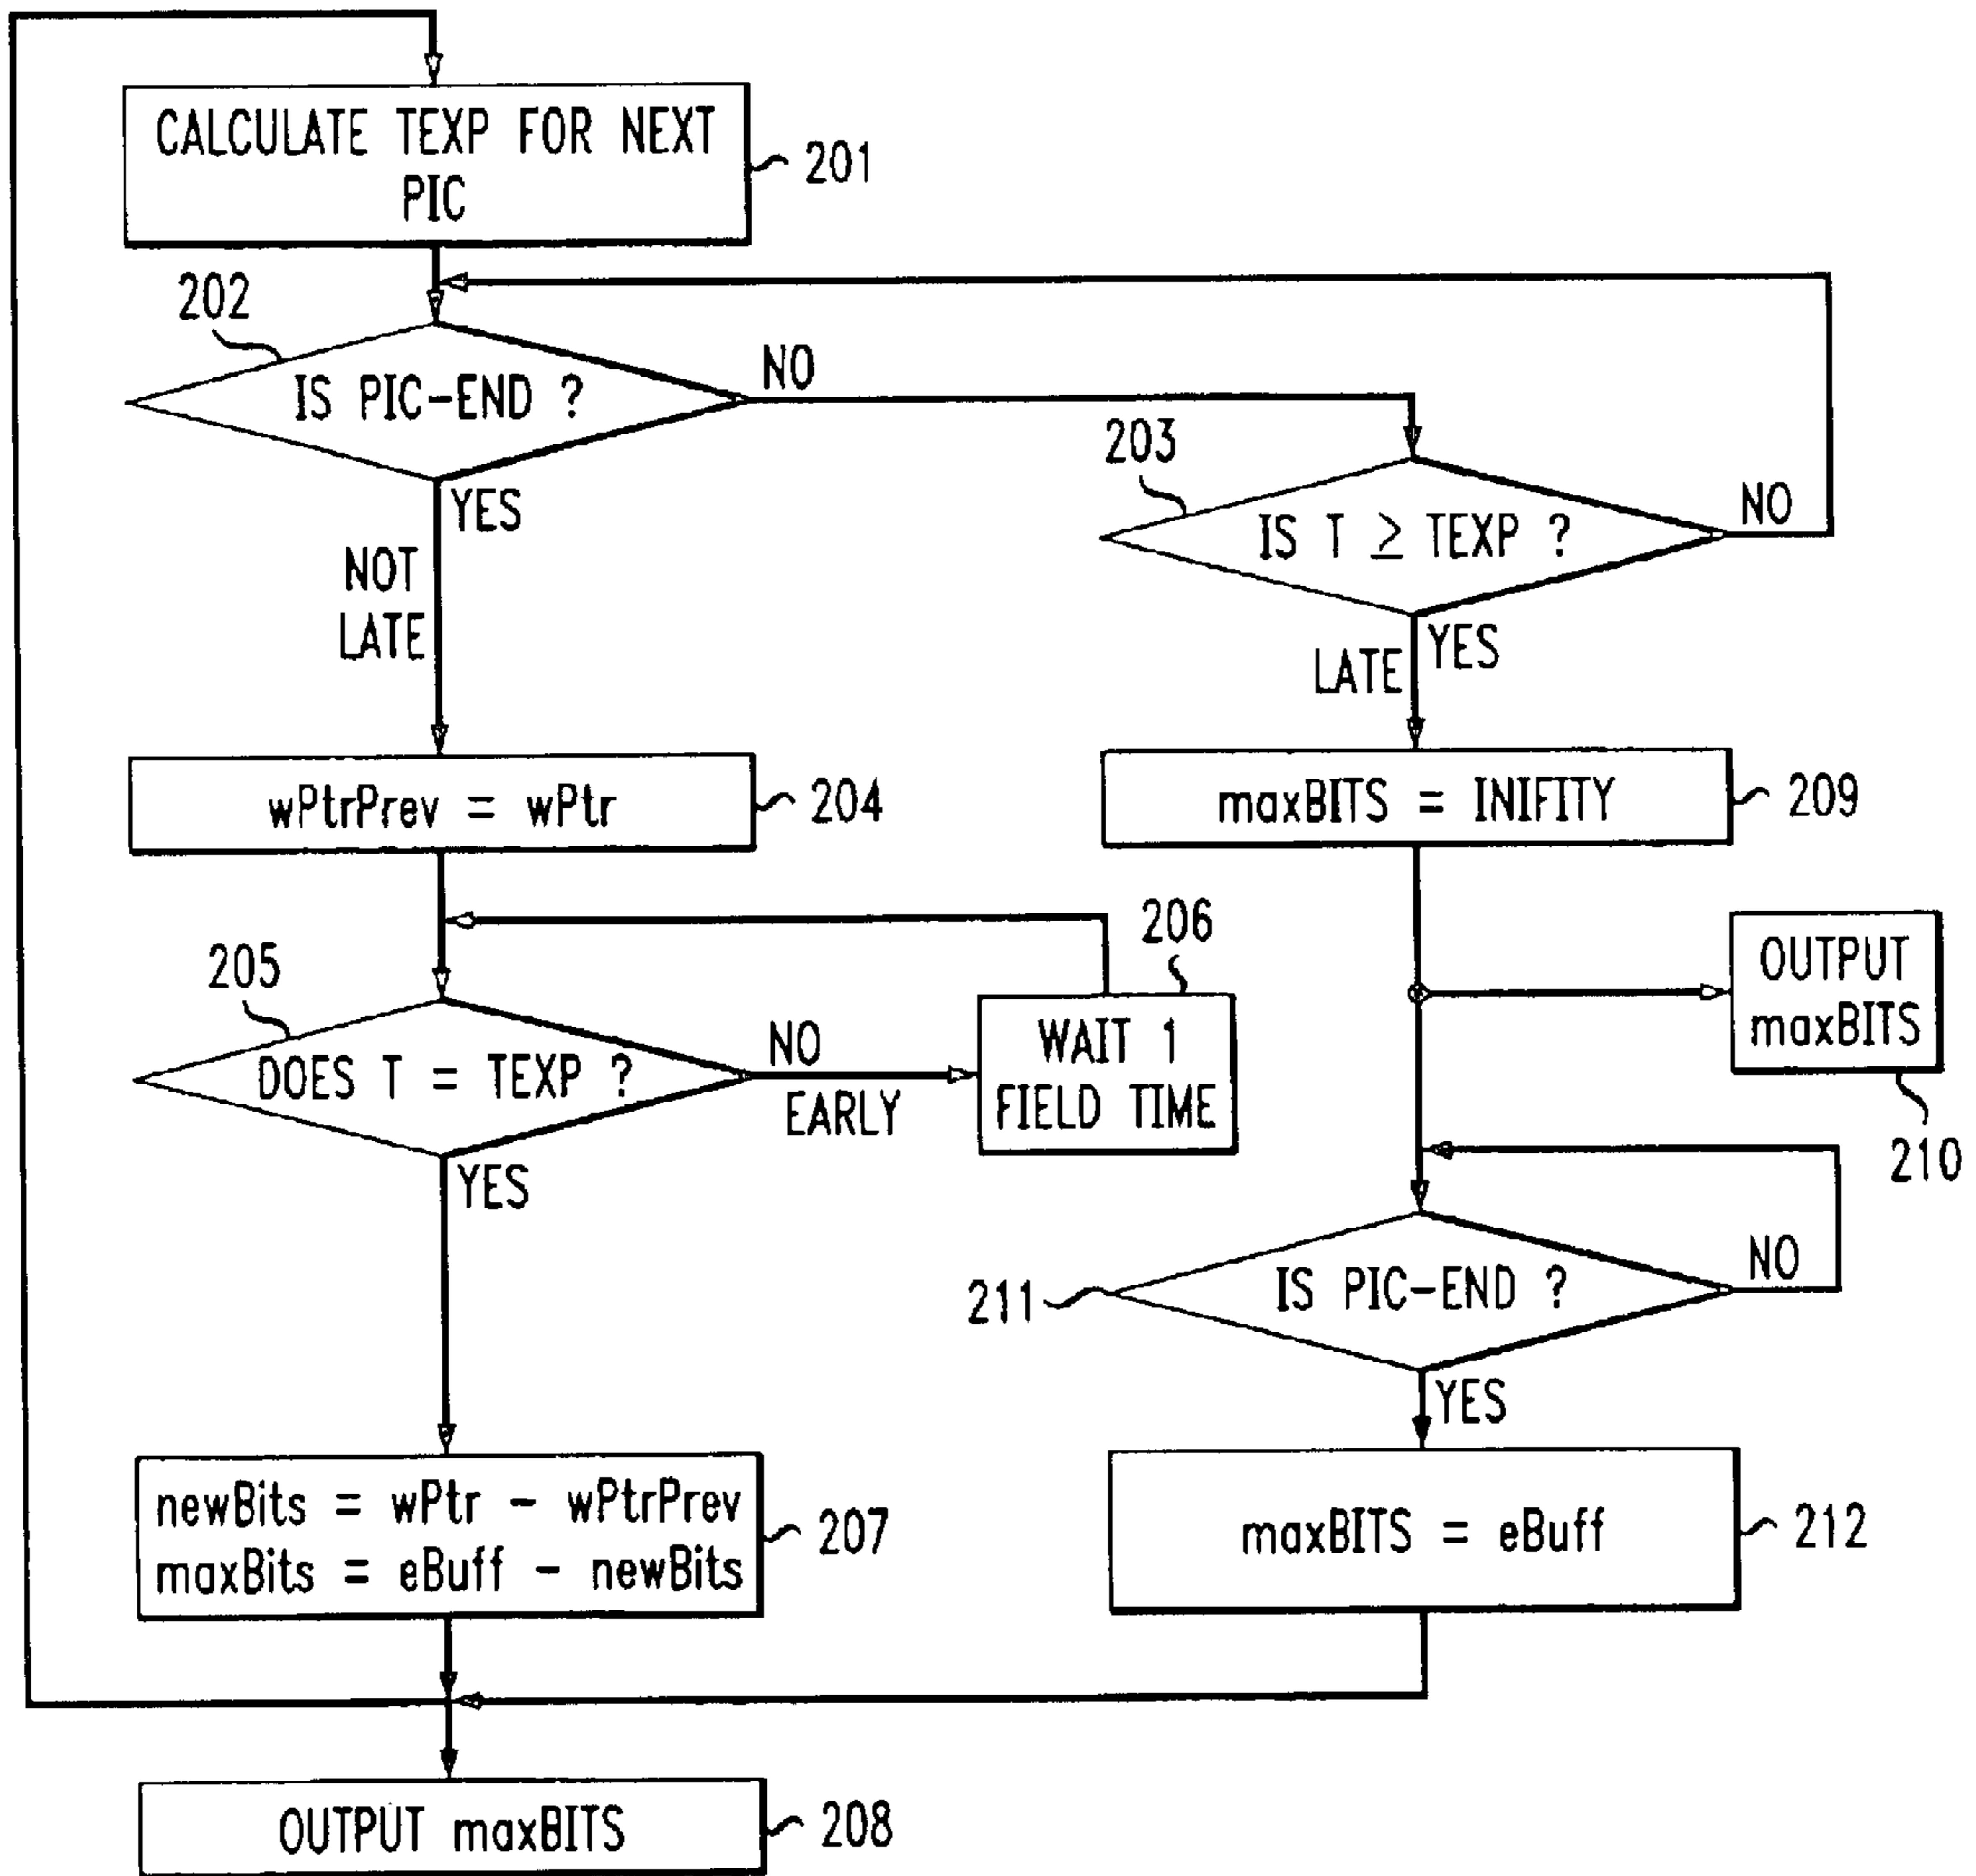 CALCULATE TEXP FOR NEXT
PIC
201
202
IS PIC-END ?
NO
YES
203
IS T ≥ TEXP ?
NO
YES
NOT
LATE
LATE
wPtrPrev = wPtr
204
maxBITS = INIFITY
209
206
WAIT 1
FIELD TIME
OUTPUT
maxBITS
210
205
DOES T = TEXP ?
NO
EARLY
YES
211
IS PIC-END ?
NO
YES
newBits = wPtr - wPtrPrev
maxBits = eBuff - newBits
207
maxBITS = eBuff
212
OUTPUT maxBITS
208